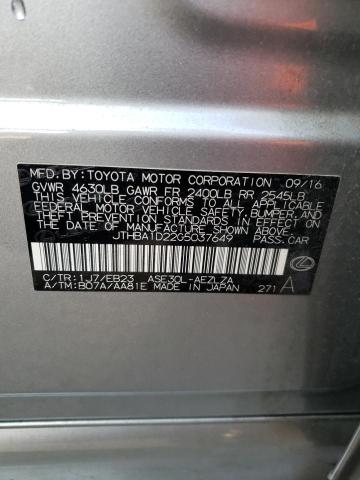 MFD. BY: TOYOTA MOTOR CORPORATION 09/16
GVWR 4630LB GAWR FR 2400LB RR 2545LB
THIS VEHICLE CONFORMS TO ALL APPLICABLE
FEDERAL MOTOR VEHICLE SAFETY, BUMPER, AND
THEFT PREVENTION STANDARDS IN EFFECT ON
THE DATE OF MANUFACTURE SHOWN ABOVE.
JTHBA1D22G5037649 PASS.CAR
C/TR: 1J7/EB23 ASE30L-AEZLZA
A/TM: B07A/AA81E MADE IN JAPAN 271 A